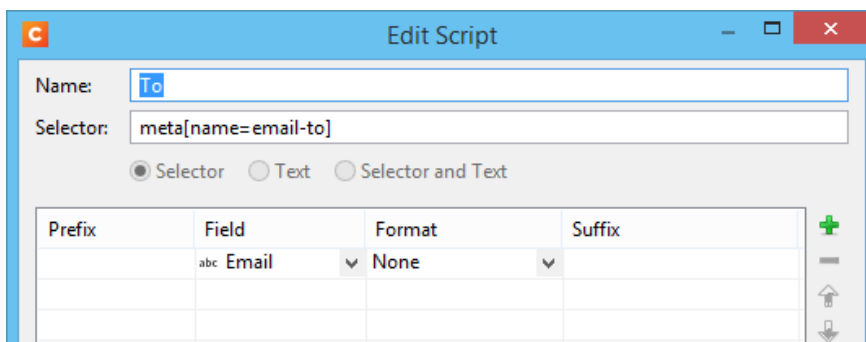 C Edit Script
Name: To
Selector: meta[name=email-to]
Selector Text Selector and Text
Prefix Field Format Suffix
abc Email None